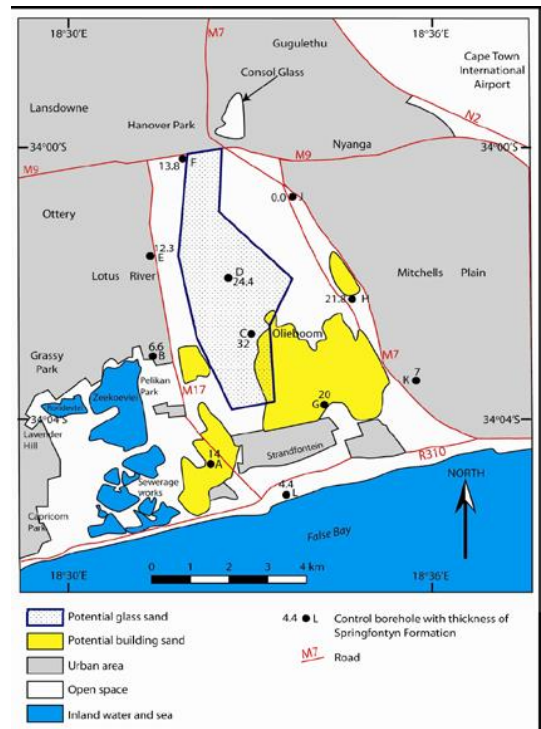 18°30'E
M7
18°36'E
Gugulethu
Cape Town
International
Airport
Consol Glass
Lansdowne
N2
Hanover Park
34°00'S
Nyanga
34°00'S
M9
13.8 F
M9
0.0 J
Ottery
12.3
E
Lotus River
D
24.4
Mitchells Plain
21.8 H
C
32
Olieboom
Grassy
Park
6.6
B
M7
7
K
Pelikan
Park
M17
Zeekoevlei
20
G
34°04'S
34°04'S
Lavender
Hill
Strandfontein
R310
14
A
NORTH
Sewerage
works
4.4
L
Capricorn
Park
False Bay
18°30'E
0 1 2 3 4 km
18°36'E
Potential glass sand
Potential building sand
Urban area
Open space
Inland water and sea
4.4 ● L Control borehole with thickness of
Springfontyn Formation
M7 Road